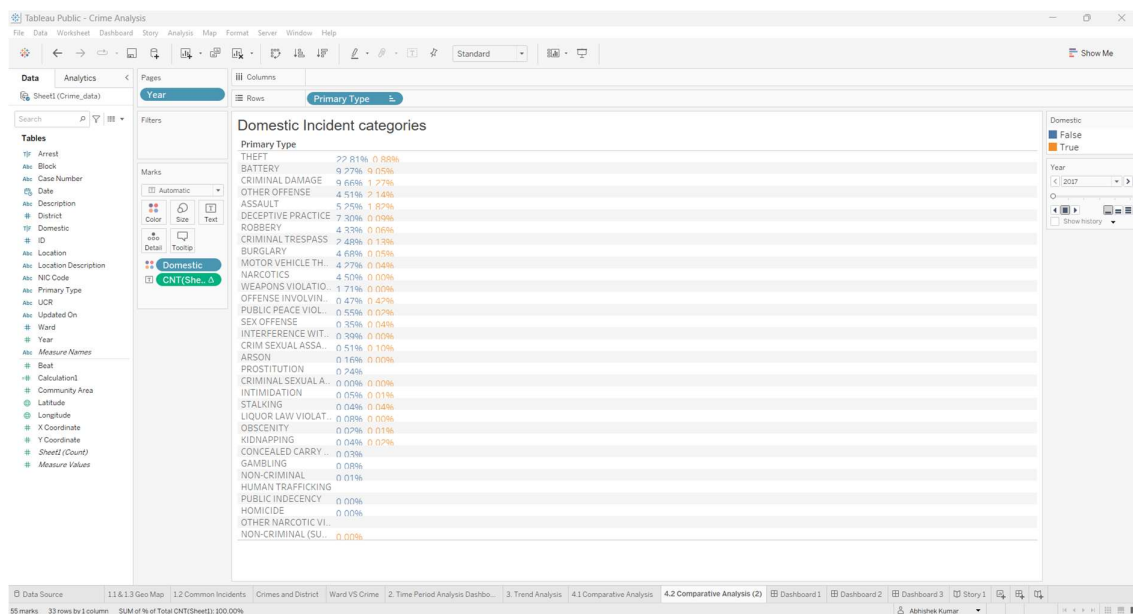 Tableau Public - Crime Analysis
File Data Worksheet Dashboard Story Analysis Map Format Server Window Help
Standard
Show Me
Data Analytics
Sheet1 (Crime_data)
Search
Tables
T|F Arrest
Abc Block
Abc Case Number
Date
Abc Description
# District
T|F Domestic
# ID
Abc Location
Abc Location Description
Abc NIC Code
Abc Primary Type
Abc UCR
Abc Updated On
# Ward
# Year
Abc Measure Names
# Beat
=# Calculation1
# Community Area
Latitude
Longitude
# X Coordinate
# Y Coordinate
# Sheet1 (Count)
# Measure Values
Pages
Year
Filters
Marks
Automatic
Color Size Text
Detail Tooltip
Domestic
CNT(She.. Δ
Columns
Rows Primary Type
Domestic Incident categories
Primary Type
THEFT 22.81% 0.88%
BATTERY 9.27% 9.05%
CRIMINAL DAMAGE 9.66% 1.27%
OTHER OFFENSE 4.51% 2.14%
ASSAULT 5.25% 1.82%
DECEPTIVE PRACTICE 7.30% 0.09%
ROBBERY 4.33% 0.06%
CRIMINAL TRESPASS 2.48% 0.13%
BURGLARY 4.68% 0.05%
MOTOR VEHICLE TH.. 4.27% 0.04%
NARCOTICS 4.50% 0.00%
WEAPONS VIOLATIO.. 1.71% 0.00%
OFFENSE INVOLVIN.. 0.47% 0.42%
PUBLIC PEACE VIOL.. 0.55% 0.02%
SEX OFFENSE 0.35% 0.04%
INTERFERENCE WIT.. 0.39% 0.00%
CRIM SEXUAL ASSA.. 0.51% 0.10%
ARSON 0.16% 0.00%
PROSTITUTION 0.24%
CRIMINAL SEXUAL A.. 0.00% 0.00%
INTIMIDATION 0.05% 0.01%
STALKING 0.04% 0.04%
LIQUOR LAW VIOLAT.. 0.08% 0.00%
OBSCENITY 0.02% 0.01%
KIDNAPPING 0.04% 0.02%
CONCEALED CARRY .. 0.03%
GAMBLING 0.08%
NON-CRIMINAL 0.01%
HUMAN TRAFFICKING
PUBLIC INDECENCY 0.00%
HOMICIDE 0.00%
OTHER NARCOTIC VI..
NON-CRIMINAL (SU.. 0.00%
Domestic
False
True
Year
2017
Show history
Data Source 1.1 & 1.3 Geo Map 1.2 Common Incidents Crimes and District Ward VS Crime 2. Time Period Analysis Dashbo... 3. Trend Analysis 4.1 Comparative Analysis 4.2 Comparative Analysis (2) Dashboard 1 Dashboard 2 Dashboard 3 Story 1
55 marks 33 rows by 1 column SUM of % of Total CNT(Sheet1): 100.00% Abhishek Kumar